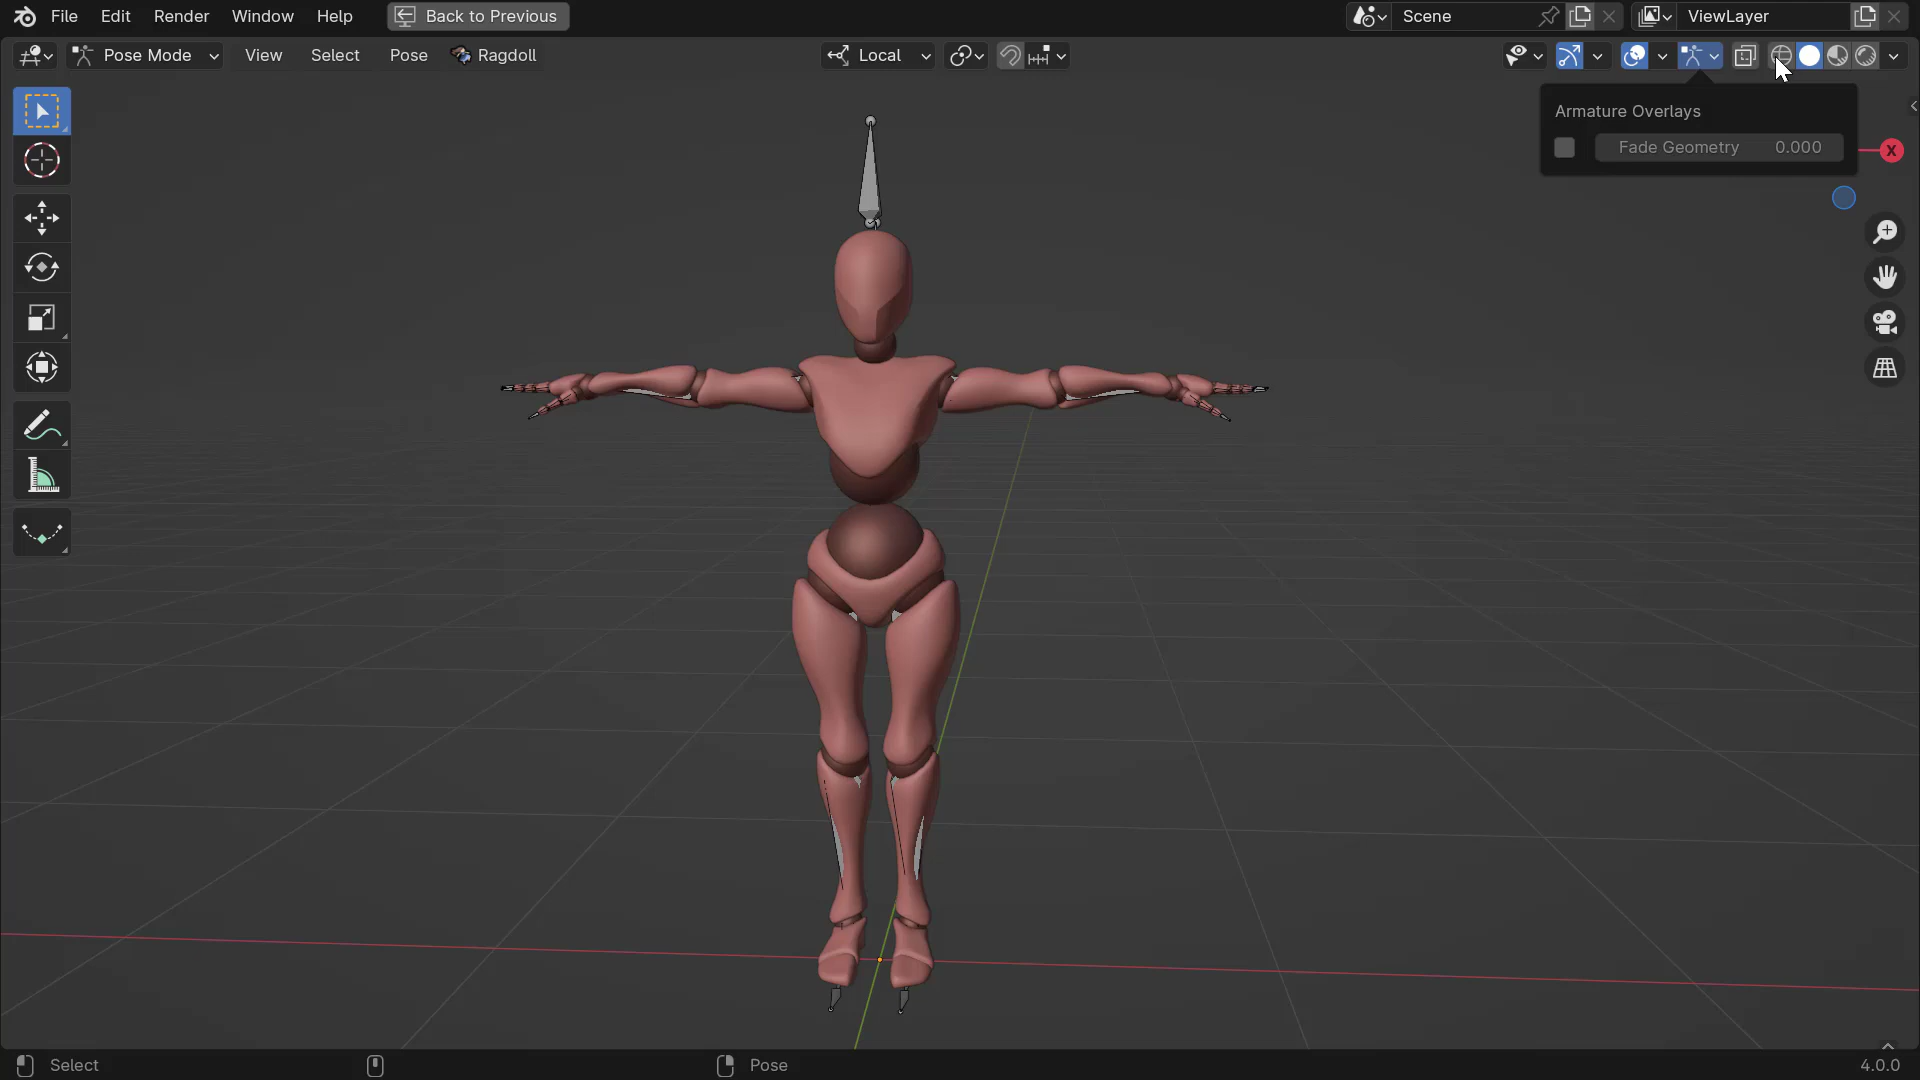 File Edit Render Window Help Back to Previous Scene ViewLayer
Pose Mode View Select Pose Ragdoll Local
Armature Overlays
Fade Geometry 0.000
X
Select Pose 4.0.0